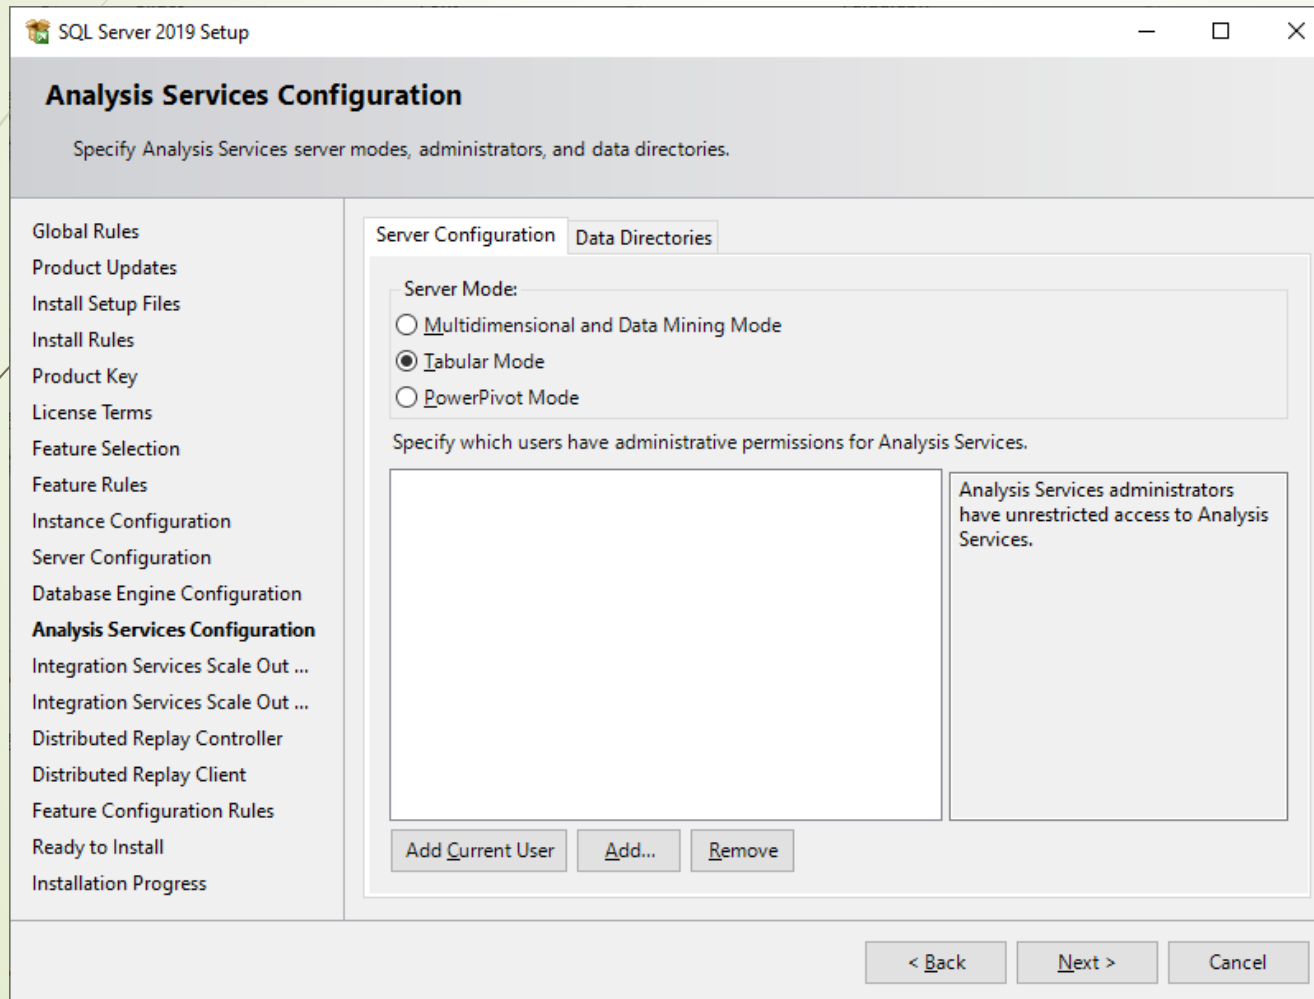 SQL Server 2019 Setup
Analysis Services Configuration
Specify Analysis Services server modes, administrators, and data directories.
Global Rules
Product Updates
Install Setup Files
Install Rules
Product Key
License Terms
Feature Selection
Feature Rules
Instance Configuration
Server Configuration
Database Engine Configuration
Analysis Services Configuration
Integration Services Scale Out ...
Integration Services Scale Out ...
Distributed Replay Controller
Distributed Replay Client
Feature Configuration Rules
Ready to Install
Installation Progress
Server Configuration
Data Directories
Server Mode:
Multidimensional and Data Mining Mode
Tabular Mode
PowerPivot Mode
Specify which users have administrative permissions for Analysis Services.
Analysis Services administrators
have unrestricted access to Analysis
Services.
Add Current User
Add...
Remove
< Back
Next >
Cancel